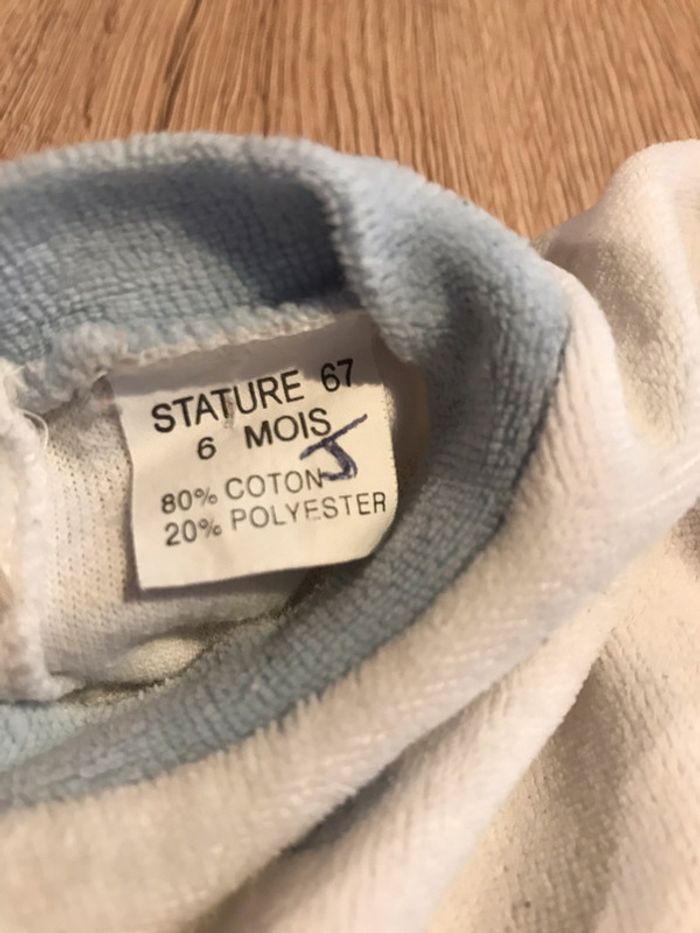 STATURE 67
6 MOIS
J
80% COTON
20% POLYESTER